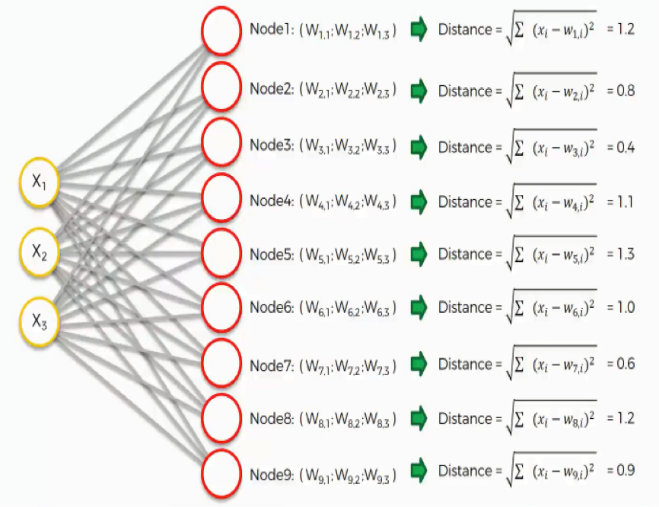 Node1: (W1,1;W1,2;W1,3) Distance = √∑ (xi − w1,i)² = 1.2
Node2: (W2,1;W2,2;W2,3) Distance = √∑ (xi − w2,i)² = 0.8
Node3: (W3,1;W3,2;W3,3) Distance = √∑ (xi − w3,i)² = 0.4
X1
Node4: (W4,1;W4,2;W4,3) Distance = √∑ (xi − w4,i)² = 1.1
X2
Node5: (W5,1;W5,2;W5,3) Distance = √∑ (xi − w5,i)² = 1.3
Node6: (W6,1;W6,2;W6,3) Distance = √∑ (xi − w6,i)² = 1.0
X3
Node7: (W7,1;W7,2;W7,3) Distance = √∑ (xi − w7,i)² = 0.6
Node8: (W8,1;W8,2;W8,3) Distance = √∑ (xi − w8,i)² = 1.2
Node9: (W9,1;W9,2;W9,3) Distance = √∑ (xi − w9,i)² = 0.9